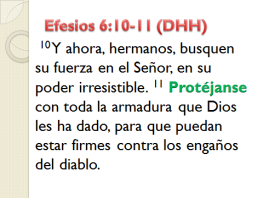 Efesios 6:10-11 (DHH)
10Y ahora, hermanos, busquen
su fuerza en el Señor, en su
poder irresistible. 11 Protéjanse
con toda la armadura que Dios
les ha dado, para que puedan
estar firmes contra los engaños
del diablo.